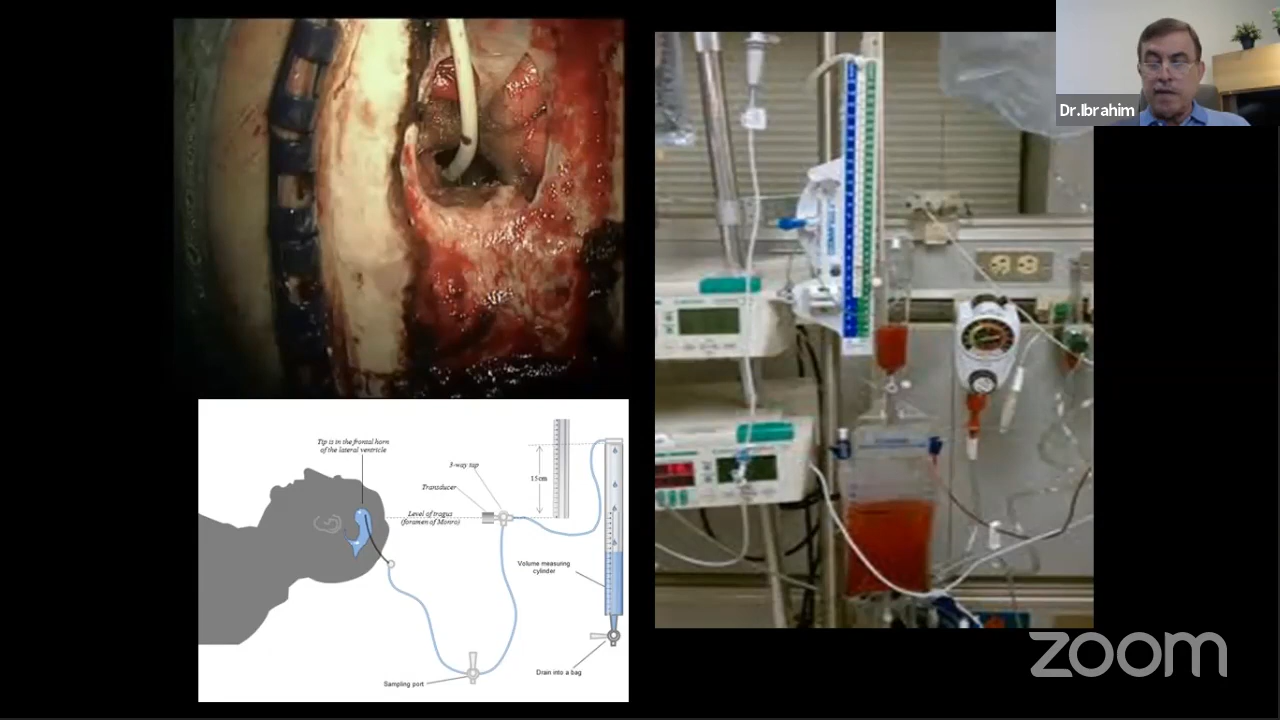 Dr.Ibrahim
Tip is in the frontal horn
of the lateral ventricle
3-way tap
Transducer
15cm
Level of tragus
(foramen of Monro)
Volume measuring
cylinder
Sampling port
Drain into a bag
zoom